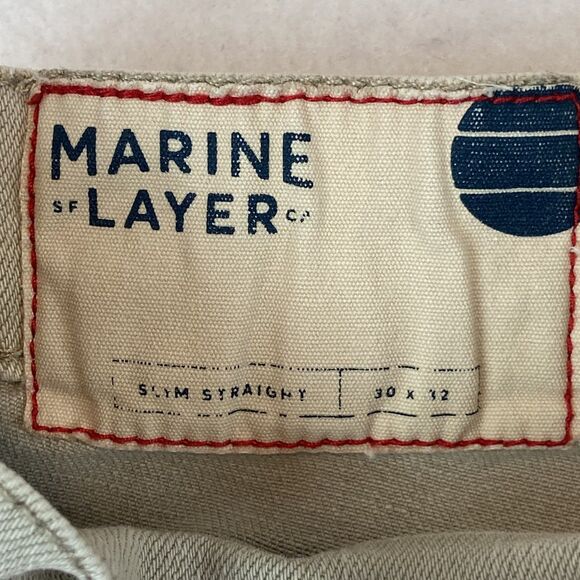 MARINE
SF LAYER CA
SLIM STRAIGHT 30 X 32